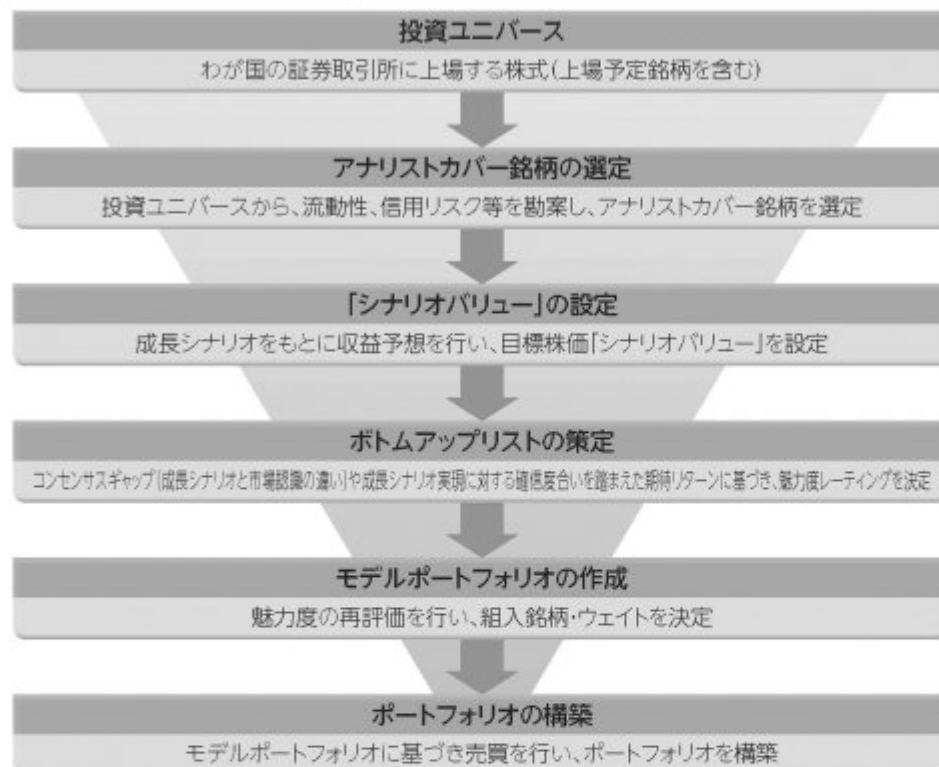 投資ユニバース
わが国の証券取引所に上場する株式(上場予定銘柄を含む)
アナリストカバー銘柄の選定
投資ユニバースから、流動性、信用リスク等を勘案し、アナリストカバー銘柄を選定
「シナリオバリュー」の設定
成長シナリオをもとに収益予想を行い、目標株価「シナリオバリュー」を設定
ボトムアップリストの策定
コンセンサスギャップ(成長シナリオと市場認識の違い)や成長シナリオ実現に対する確信度合いを踏まえた期待リターンに基づき、魅力度レーティングを決定
モデルポートフォリオの作成
魅力度の再評価を行い、組入銘柄・ウェイトを決定
ポートフォリオの構築
モデルポートフォリオに基づき売買を行い、ポートフォリオを構築